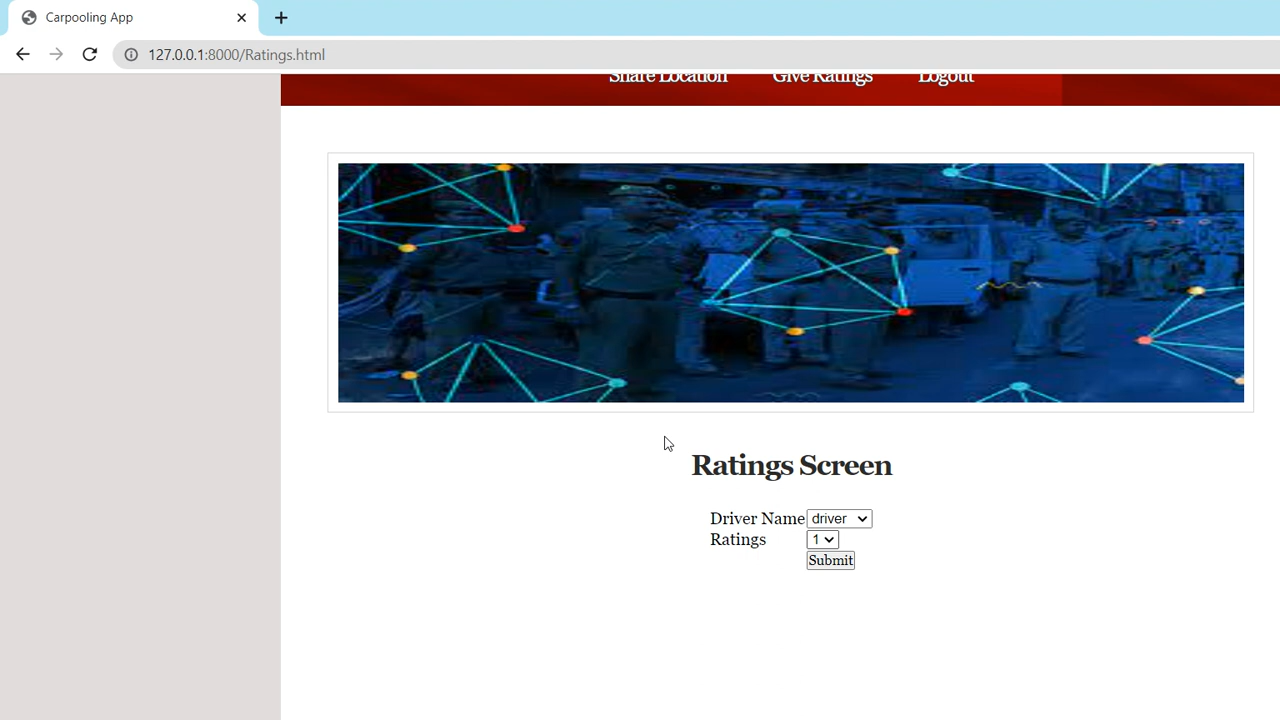 Carpooling App
127.0.0.1:8000/Ratings.html
Share Location Give Ratings Logout
Ratings Screen
Driver Name driver
Ratings 1
Submit